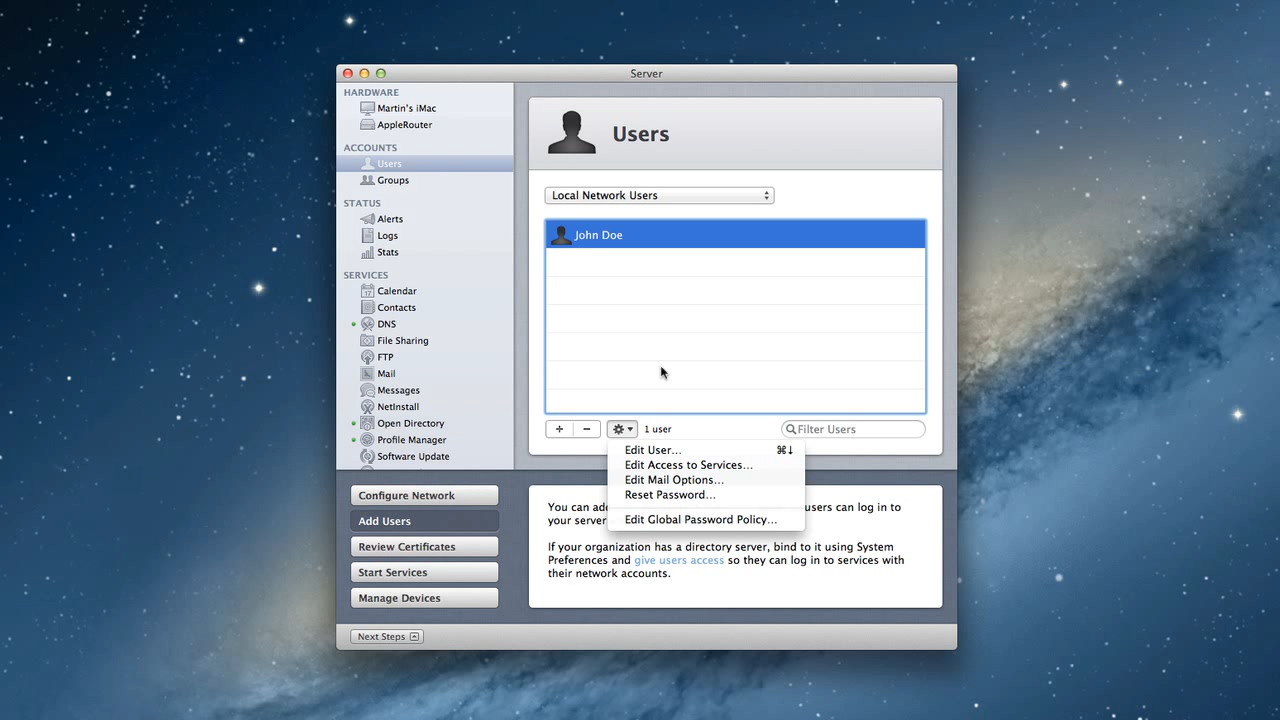 Server
HARDWARE
Martin's iMac
AppleRouter
ACCOUNTS
Users
Groups
STATUS
Alerts
Logs
Stats
SERVICES
17
Calendar
Contacts
DNS
File Sharing
FTP
Mail
Messages
NetInstall
Open Directory
Profile Manager
Software Update
Users
Local Network Users
John Doe
+ − 1 user
Filter Users
Edit User… ⌘↓
Edit Access to Services…
Edit Mail Options…
Reset Password…
Edit Global Password Policy…
Configure Network
Add Users
Review Certificates
Start Services
Manage Devices
You can ad users can log in to
your server
If your organization has a directory server, bind to it using System
Preferences and give users access so they can log in to services with
their network accounts.
Next Steps